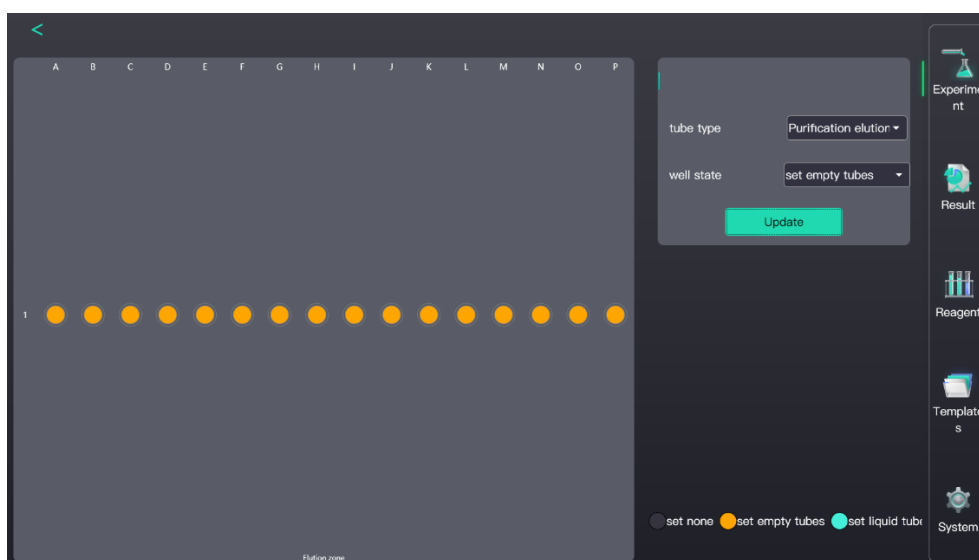 <
A B C D E F G H I J K L M N O P
1
Elution zone
tube type
Purification elution
well state
set empty tubes
Update
set none
set empty tubes
set liquid tube
Experime
nt
Result
Reagent
Template
s
System